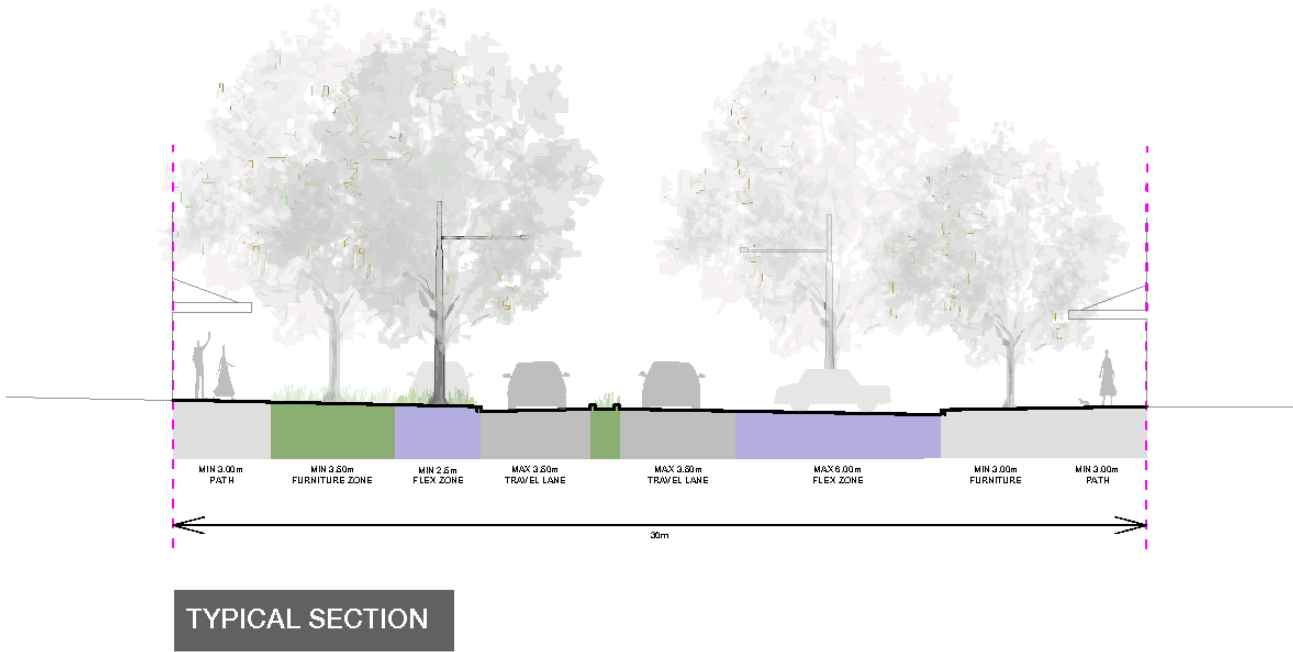 MIN 3.00m
PATH
MIN 3.50m
FURNITURE ZONE
MIN 2.5m
FLEX ZONE
MAX 3.50m
TRAVEL LANE
MAX 3.50m
TRAVEL LANE
MAX 6.00m
FLEX ZONE
MIN 3.00m
FURNITURE
MIN 3.00m
PATH
30m
TYPICAL SECTION